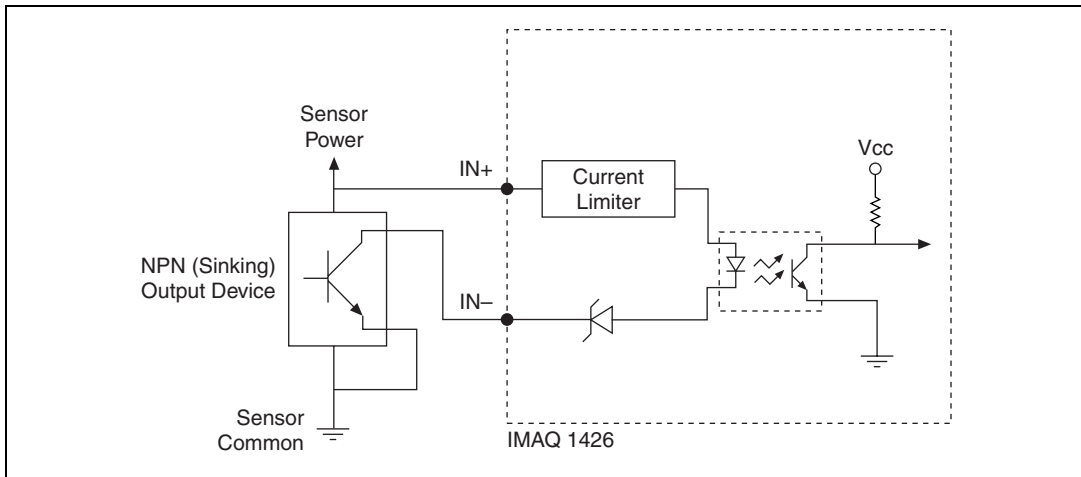 Sensor
Power
IN+
Current
Limiter
Vcc
NPN (Sinking)
Output Device
IN–
Sensor
Common
IMAQ 1426